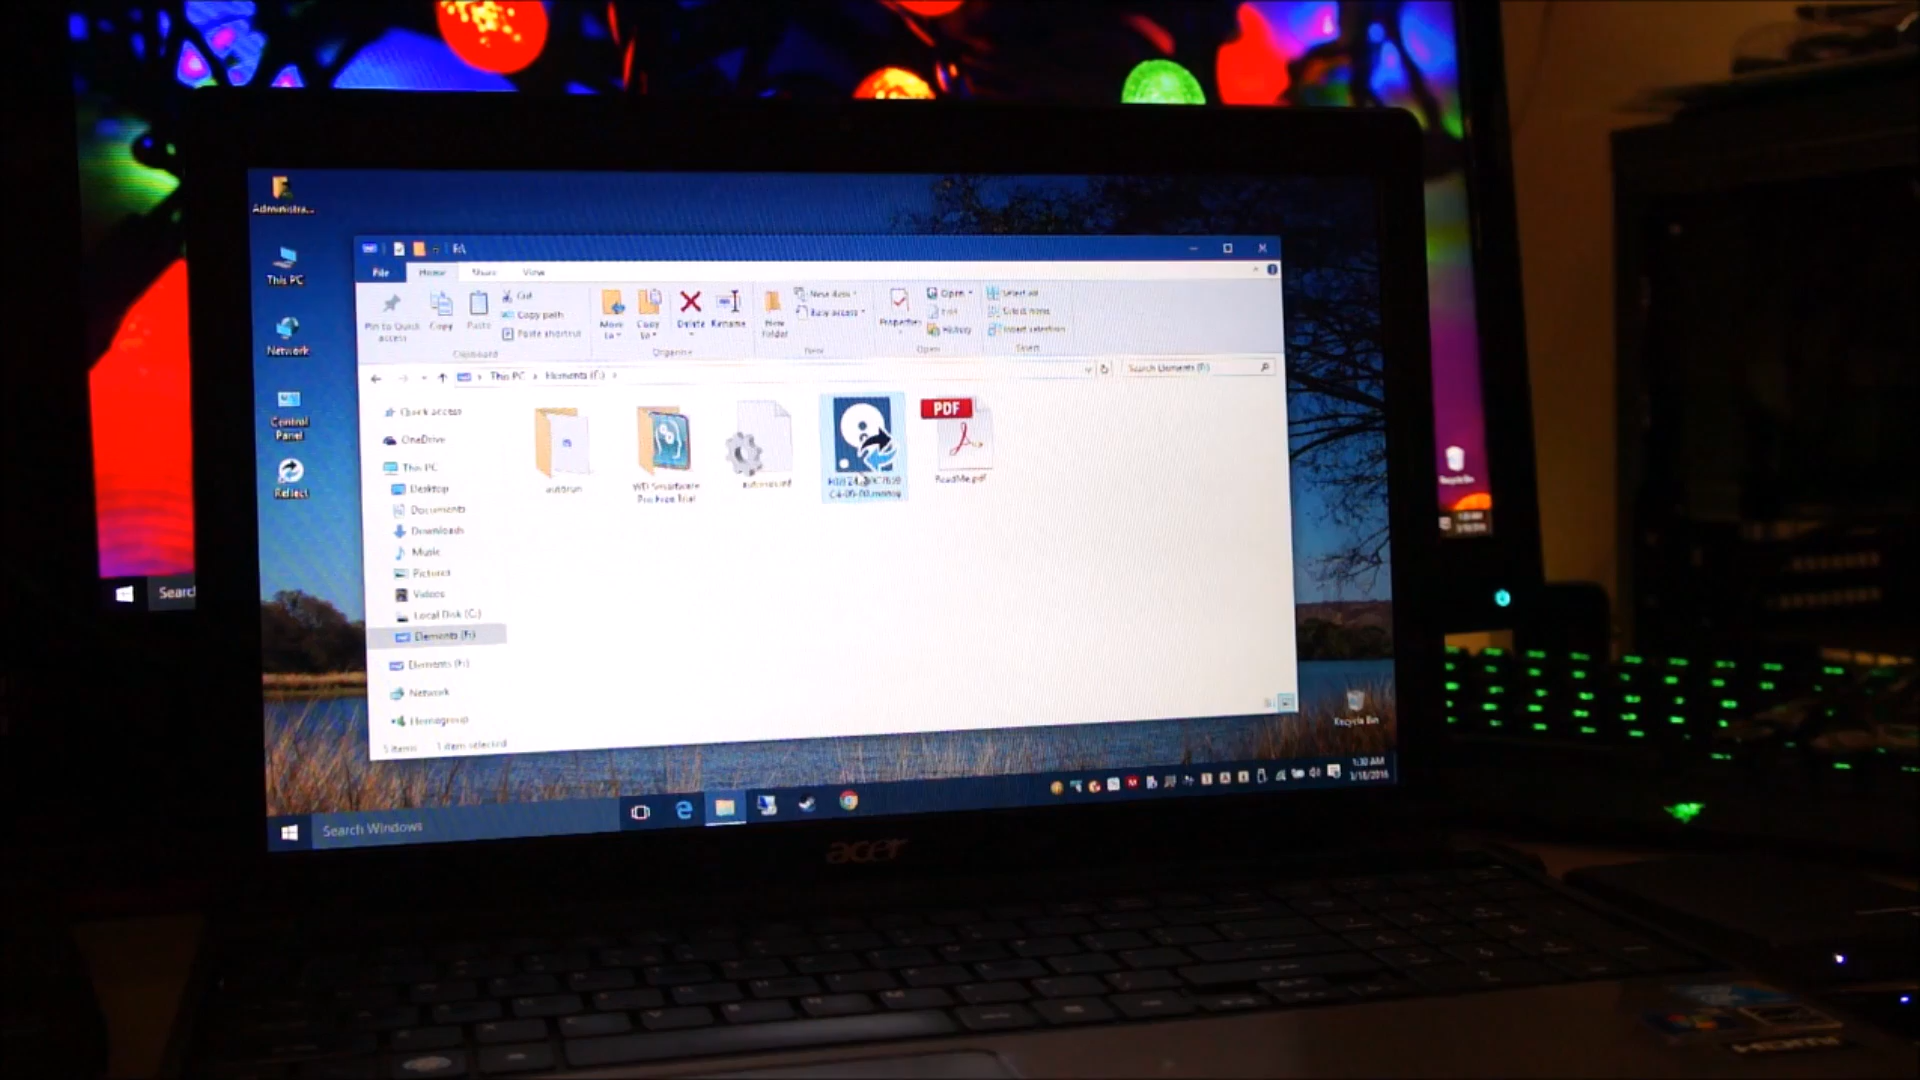 Administra...
This PC
Network
Control
Panel
Reflect
F:\
File Home Share View
Pin to Quick
access
Copy
Paste
Cut
Copy path
Paste shortcut
Clipboard
Move
to
Copy
to
Delete
Rename
Organize
New
folder
New item
Easy access
New
Properties
Open
Edit
History
Open
Select all
Select none
Invert selection
Select
This PC Elements (F:)
Search Elements (F:)
Quick access
OneDrive
This PC
Desktop
Documents
Downloads
Music
Pictures
Videos
Local Disk (C:)
Elements (F:)
Elements (F:)
Network
Homegroup
autorun
WD Smartware
Pro Free Trial
autorun.inf
PDF
ReadMe.pdf
5 items 1 item selected
Recycle Bin
Search Windows
1:30 AM
3/18/2016
acer
Search
Recycle Bin
HDMI